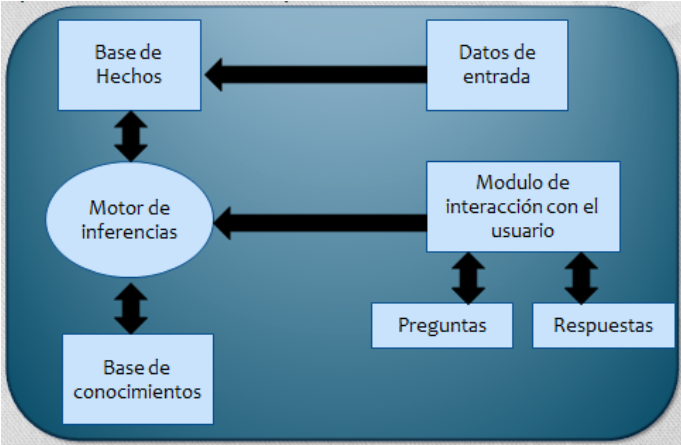 Base de
Hechos
Datos de
entrada
Motor de
inferencias
Modulo de
interacción con el
usuario
Preguntas
Respuestas
Base de
conocimientos